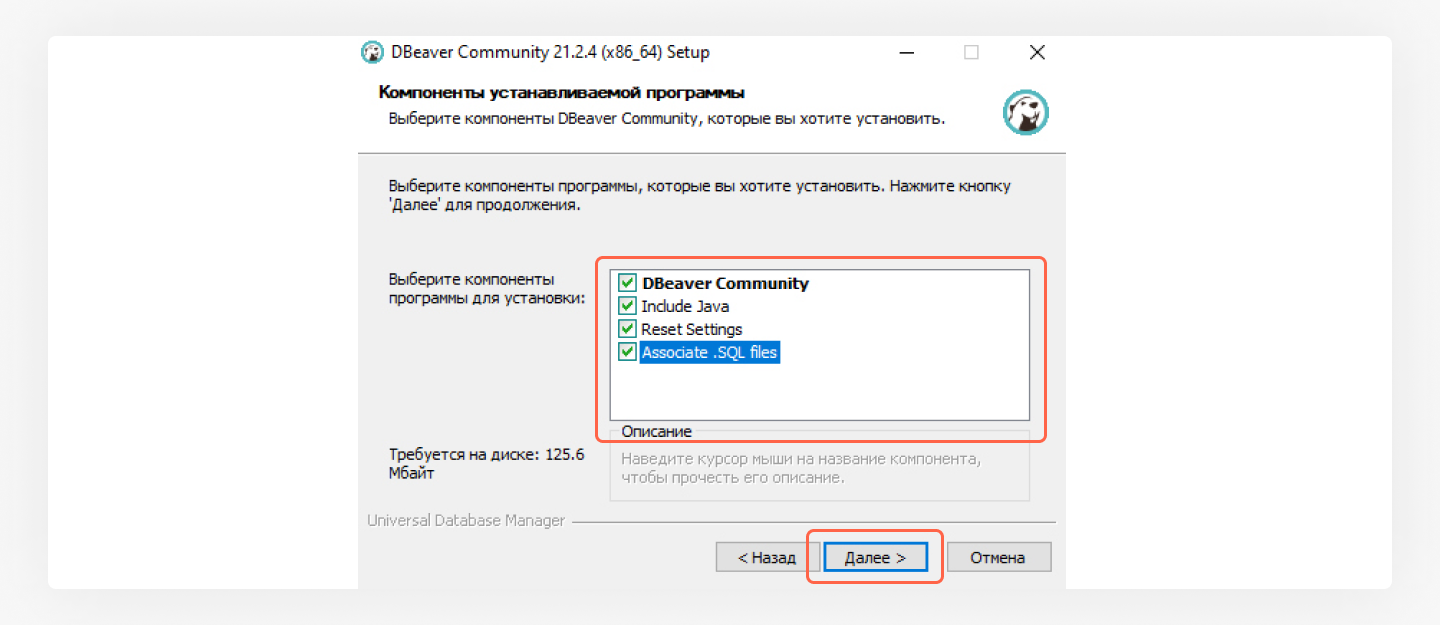 DBeaver Community 21.2.4 (x86_64) Setup
Компоненты устанавливаемой программы
Выберите компоненты DBeaver Community, которые вы хотите установить.
Выберите компоненты программы, которые вы хотите установить. Нажмите кнопку
'Далее' для продолжения.
Выберите компоненты
программы для установки:
DBeaver Community
Include Java
Reset Settings
Associate .SQL files
Требуется на диске: 125.6
Мбайт
Описание
Наведите курсор мыши на название компонента,
чтобы прочесть его описание.
Universal Database Manager
< Назад
Далее >
Отмена